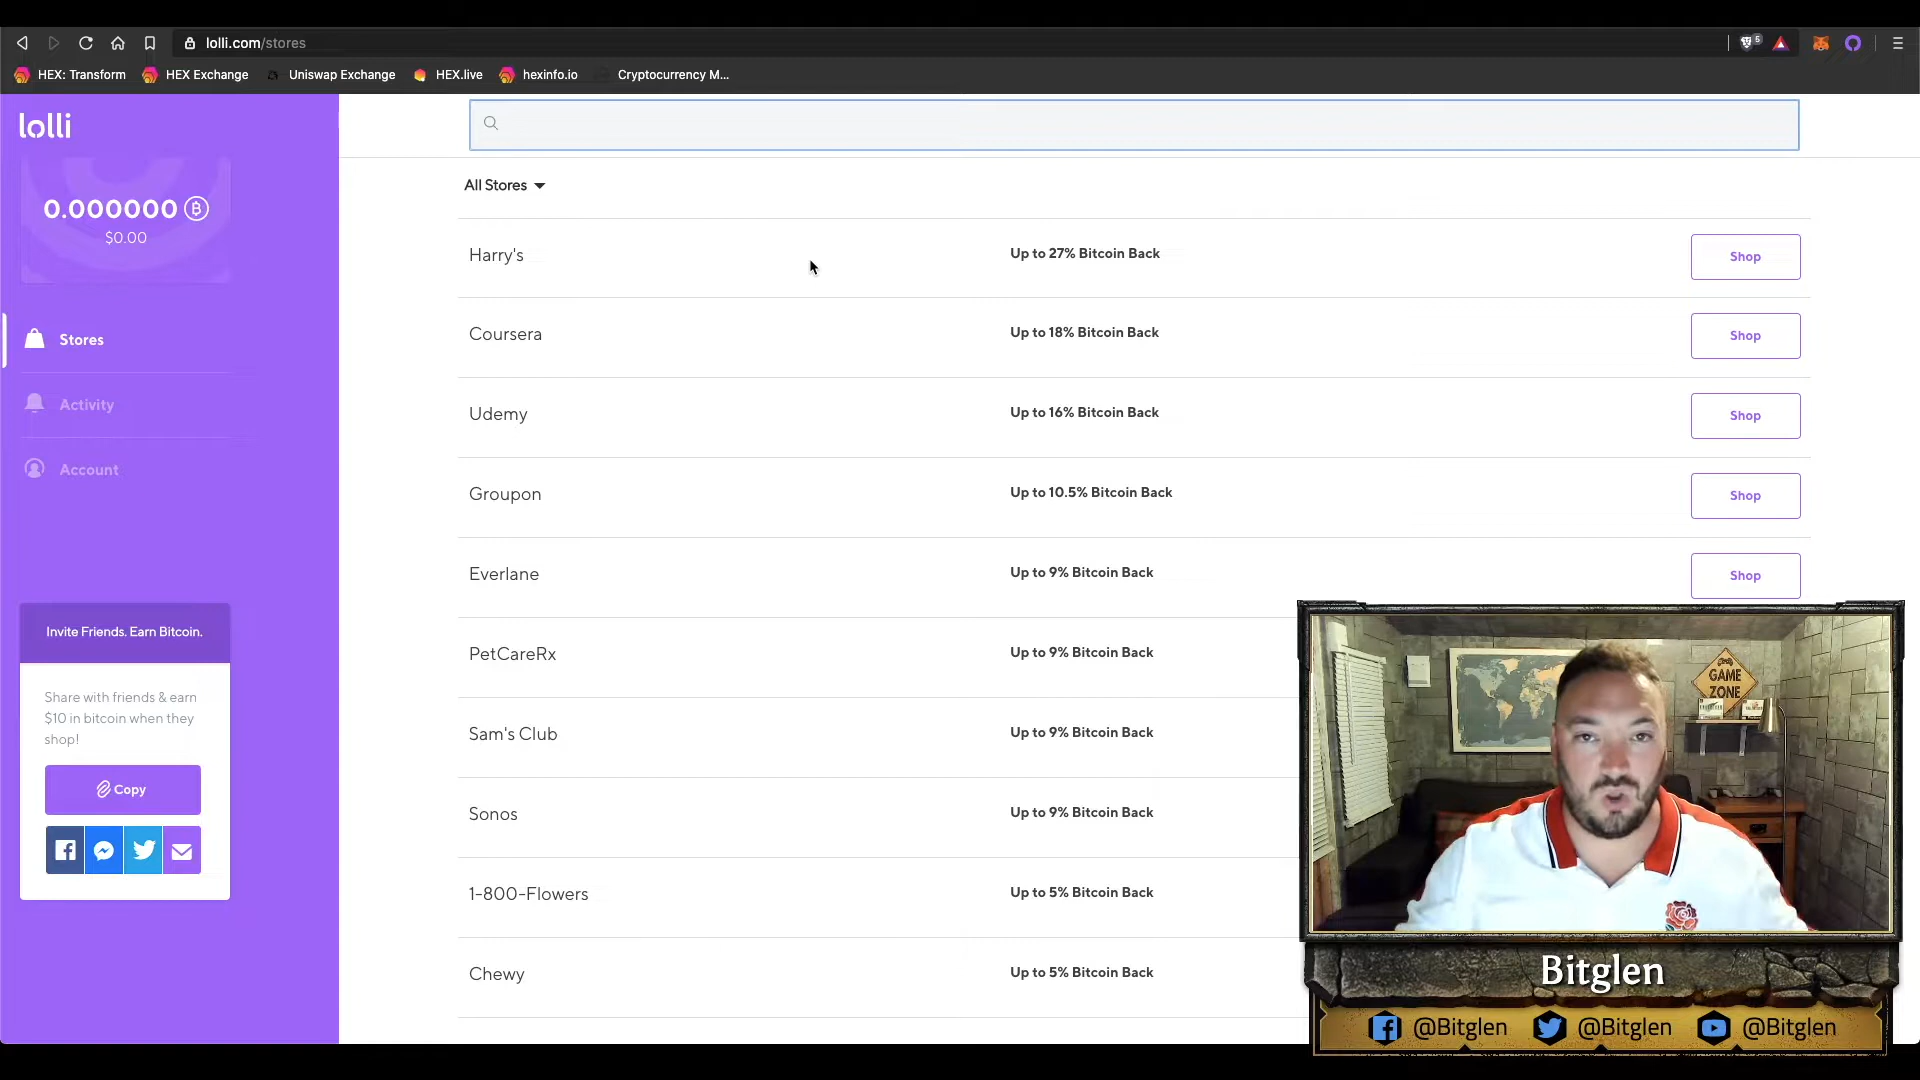 lolli.com/stores
5
HEX: Transform
HEX Exchange
Uniswap Exchange
HEX.live
hexinfo.io
Cryptocurrency M...
lolli
0.000000
$0.00
Stores
Activity
Account
Invite Friends. Earn Bitcoin.
Share with friends & earn
$10 in bitcoin when they
shop!
Copy
All Stores
Harry's
Up to 27% Bitcoin Back
Shop
Coursera
Up to 18% Bitcoin Back
Shop
Udemy
Up to 16% Bitcoin Back
Shop
Groupon
Up to 10.5% Bitcoin Back
Shop
Everlane
Up to 9% Bitcoin Back
Shop
PetCareRx
Up to 9% Bitcoin Back
Sam's Club
Up to 9% Bitcoin Back
Sonos
Up to 9% Bitcoin Back
1-800-Flowers
Up to 5% Bitcoin Back
Chewy
Up to 5% Bitcoin Back
GAME
ZONE
Bitglen
@Bitglen
@Bitglen
@Bitglen